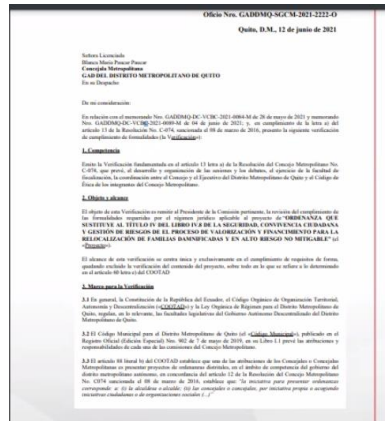 Oficio Nro. GADDMQ-SGCM-2021-2222-O
Quito, D.M., 12 de junio de 2021
Señora Licenciada
Blanca María Paucar Paucar
Concejala Metropolitana
GAD DEL DISTRITO METROPOLITANO DE QUITO
En su Despacho
De mi consideración:
En relación con el memorando Nro. GADDMQ-DC-VCBC-2021-0084-M de 28 de mayo de 2021 y memorando
Nro. GADDMQ-DC-VCBC-2021-0089-M de 04 de junio de 2021; y, en cumplimiento de la letra a) del
artículo 13 de la Resolución No. C-074, sancionada el 08 de marzo de 2016, presento la siguiente verificación
de cumplimiento de formalidades (la Verificación»):
1. Competencia
Emito la Verificación fundamentada en el artículo 13 letra a) de la Resolución del Concejo Metropolitano No.
C-074, que prevé, el desarrollo y organización de las sesiones y los debates, el ejercicio de la facultad de
fiscalización, la coordinación entre el Concejo y el Ejecutivo del Distrito Metropolitano de Quito y el Código de
Ética de los integrantes del Concejo Metropolitano.
2. Objeto y alcance
El objeto de esta Verificación es remitir al Presidente de la Comisión pertinente, la revisión del cumplimiento de
las formalidades requeridas por el régimen jurídico aplicable el proyecto de "ORDENANZA QUE
SUSTITUYE AL TÍTULO IV DEL LIBRO IV.8 DE LA SEGURIDAD, CONVIVENCIA CIUDADANA
Y GESTIÓN DE RIESGOS EL PROCESO DE VALORIZACIÓN Y FINANCIMIENTO PARA LA
RELOCALIZACIÓN DE FAMILIAS DAMNIFICADAS Y EN ALTO RIESGO NO MITIGABLE" (el
«Proyecto»).
El alcance de esta verificación se centra única y exclusivamente en el cumplimiento de requisitos de forma,
quedando excluido la verificación del contenido del proyecto, sobre todo en lo que se refiere a lo determinado
en el artículo 60 letra e) del COOTAD
3. Marco para la Verificación
3.1 En general, la Constitución de la República del Ecuador, el Código Orgánico de Organización Territorial,
Autonomía y Descentralización («COOTAD») y la Ley Orgánica de Régimen para el Distrito Metropolitano de
Quito, regulan, en lo relevante, las facultades legislativas del Gobierno Autónomo Descentralizado del Distrito
Metropolitano de Quito.
3.2 El Código Municipal para el Distrito Metropolitano de Quito (el «Código Municipal»), publicado en el
Registro Oficial (Edición Especial) No. 902 de 7 de mayo de 2019, en su Libro I.1 prevé las atribuciones y
responsabilidades de cada una de las comisiones del Concejo Metropolitano.
3.3 El artículo 88 literal b) del COOTAD establece que una de las atribuciones de los Concejales o Concejalas
Metropolitanas es presentar proyectos de ordenanzas distritales, en el ámbito de competencia del gobierno del
distrito metropolitano autónomo, en concordancia del artículo 12 de la Resolución del Concejo Metropolitano
No. C074 sancionada el 08 de marzo de 2016, establece que "la iniciativa para presentar ordenanzas
corresponde a: (i) la alcaldesa o alcalde; (ii) las concejalas o concejales, por iniciativa propia o acogiendo
iniciativas ciudadanas o de organizaciones sociales (...)"